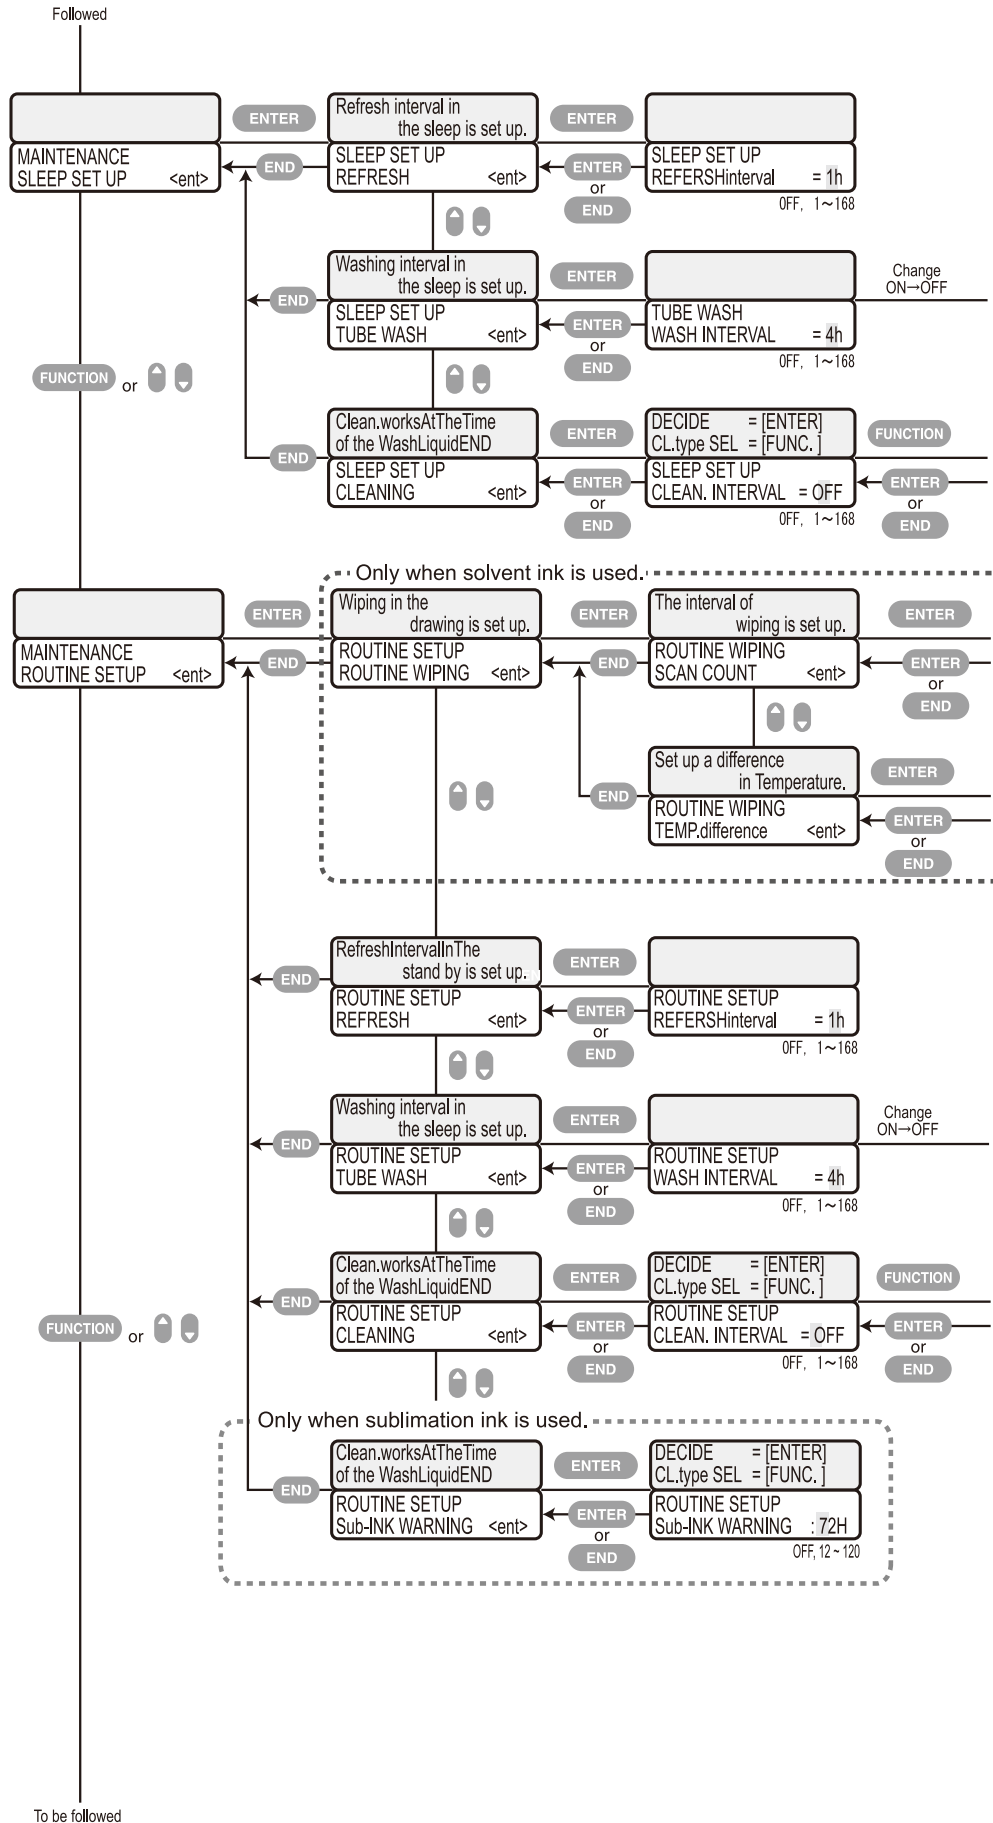 Followed
ENTER
Refresh interval in
the sleep is set up.
ENTER
MAINTENANCE
SLEEP SET UP <ent>
END
SLEEP SET UP
REFRESH <ent>
ENTER
or
END
SLEEP SET UP
REFERSHinterval = 1h
OFF, 1~168
Washing interval in
the sleep is set up.
ENTER
Change
ON→OFF
END
SLEEP SET UP
TUBE WASH <ent>
ENTER
or
END
TUBE WASH
WASH INTERVAL = 4h
OFF, 1~168
FUNCTION or
Clean.worksAtTheTime
of the WashLiquidEND
ENTER
DECIDE = [ENTER]
CL.type SEL = [FUNC. ]
FUNCTION
END
SLEEP SET UP
CLEANING <ent>
ENTER
or
END
SLEEP SET UP
CLEAN. INTERVAL = OFF
OFF, 1~168
ENTER
or
END
Only when solvent ink is used.
ENTER
Wiping in the
drawing is set up.
ENTER
The interval of
wiping is set up.
ENTER
MAINTENANCE
ROUTINE SETUP <ent>
END
ROUTINE SETUP
ROUTINE WIPING <ent>
END
ROUTINE WIPING
SCAN COUNT <ent>
ENTER
or
END
Set up a difference
in Temperature.
ENTER
END
ROUTINE WIPING
TEMP.difference <ent>
ENTER
or
END
RefreshIntervalInThe
stand by is set up.
ENTER
END
ROUTINE SETUP
REFRESH <ent>
ENTER
or
END
ROUTINE SETUP
REFERSHinterval = 1h
OFF, 1~168
Washing interval in
the sleep is set up.
ENTER
Change
ON→OFF
END
ROUTINE SETUP
TUBE WASH <ent>
ENTER
or
END
ROUTINE SETUP
WASH INTERVAL = 4h
OFF, 1~168
Clean.worksAtTheTime
of the WashLiquidEND
ENTER
DECIDE = [ENTER]
CL.type SEL = [FUNC. ]
FUNCTION
END
FUNCTION or
ROUTINE SETUP
CLEANING <ent>
ENTER
or
END
ROUTINE SETUP
CLEAN. INTERVAL = OFF
OFF, 1~168
ENTER
or
END
Only when sublimation ink is used.
Clean.worksAtTheTime
of the WashLiquidEND
ENTER
DECIDE = [ENTER]
CL.type SEL = [FUNC. ]
END
ROUTINE SETUP
Sub-INK WARNING <ent>
ENTER
or
END
ROUTINE SETUP
Sub-INK WARNING : 72H
OFF, 12 ~ 120
To be followed